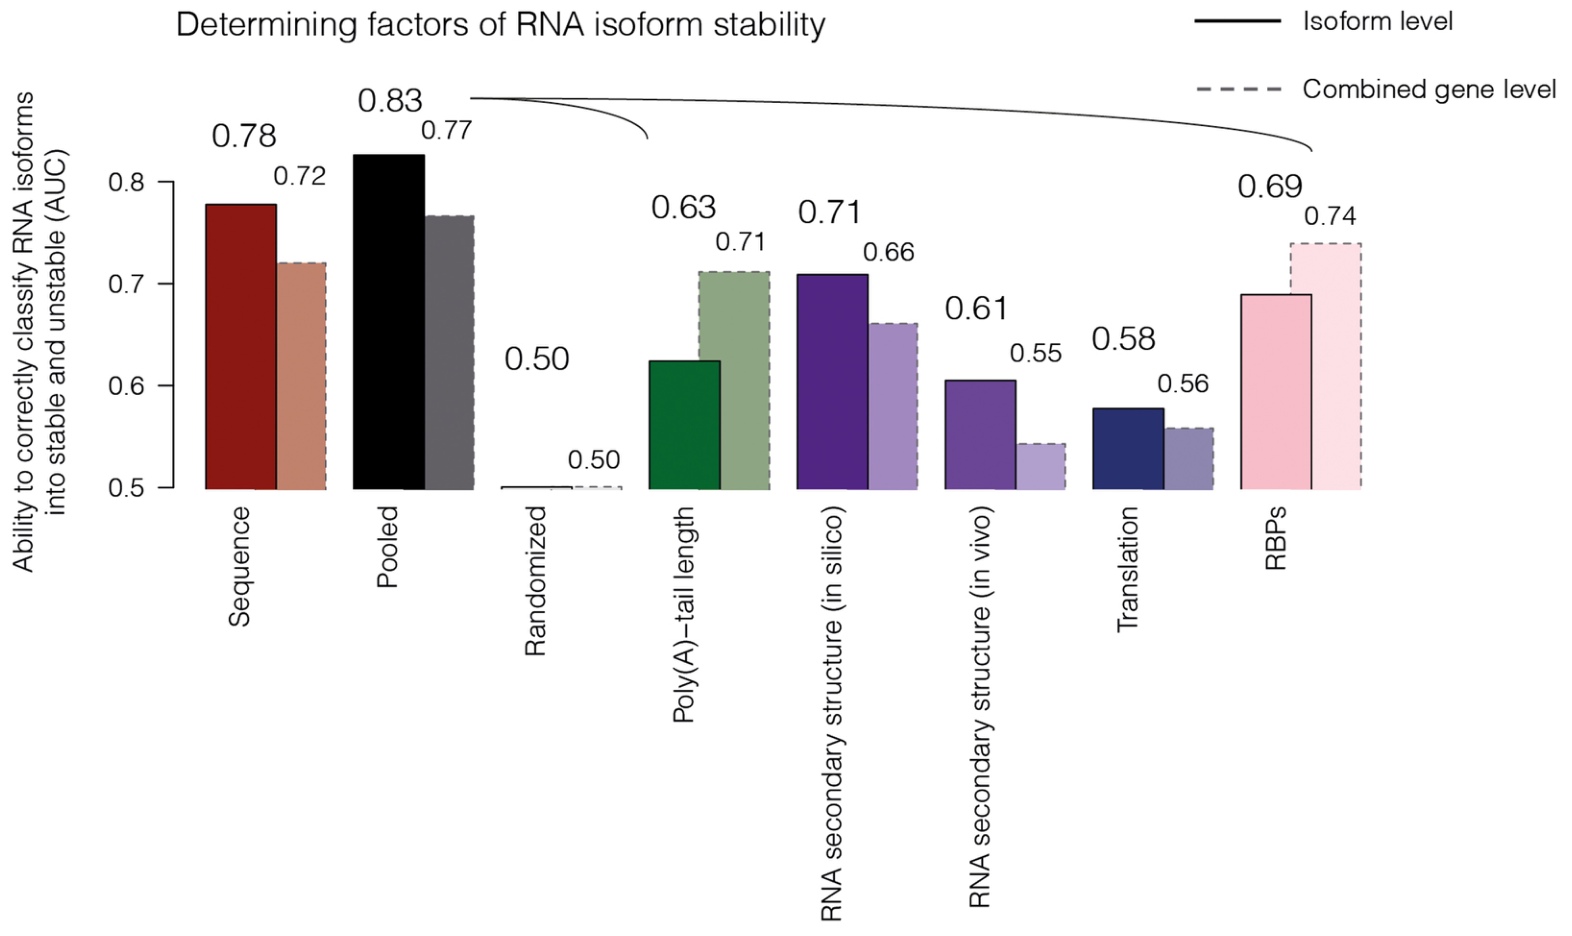 Determining factors of RNA isoform stability
Isoform level
Combined gene level
Ability to correctly classify RNA isoforms
into stable and unstable (AUC)
0.8
0.7
0.6
0.5
0.78
0.72
0.83
0.77
0.50
0.50
0.63
0.71
0.71
0.66
0.61
0.55
0.58
0.56
0.69
0.74
Sequence
Pooled
Randomized
Poly(A)−tail length
RNA secondary structure (in silico)
RNA secondary structure (in vivo)
Translation
RBPs